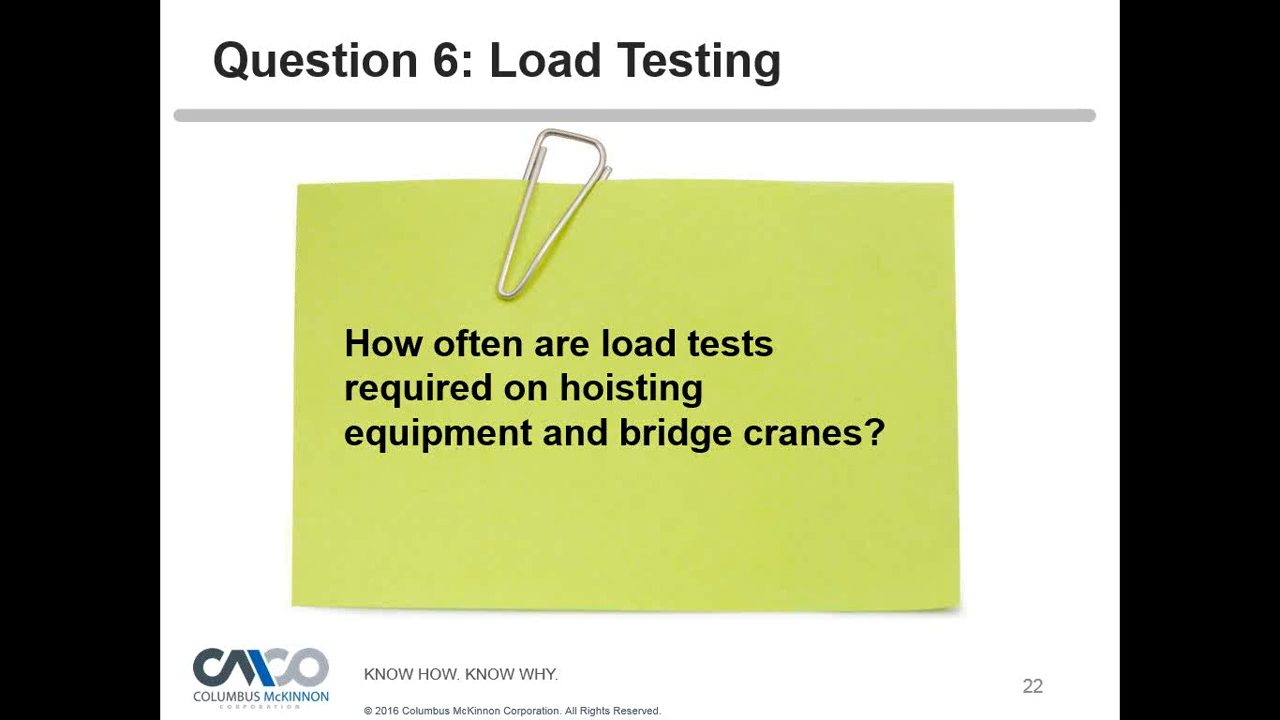 Question 6: Load Testing
How often are load tests
required on hoisting
equipment and bridge cranes?
CMCO
COLUMBUS McKINNON
CORPORATION
KNOW HOW. KNOW WHY.
© 2016 Columbus McKinnon Corporation. All Rights Reserved.
22